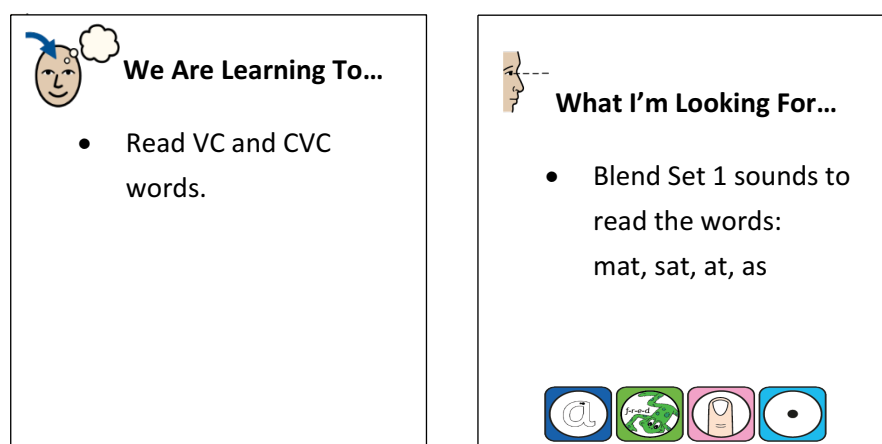 We Are Learning To...
• Read VC and CVC
words.
What I'm Looking For...
• Blend Set 1 sounds to
read the words:
mat, sat, at, as
a
f-r-e-d